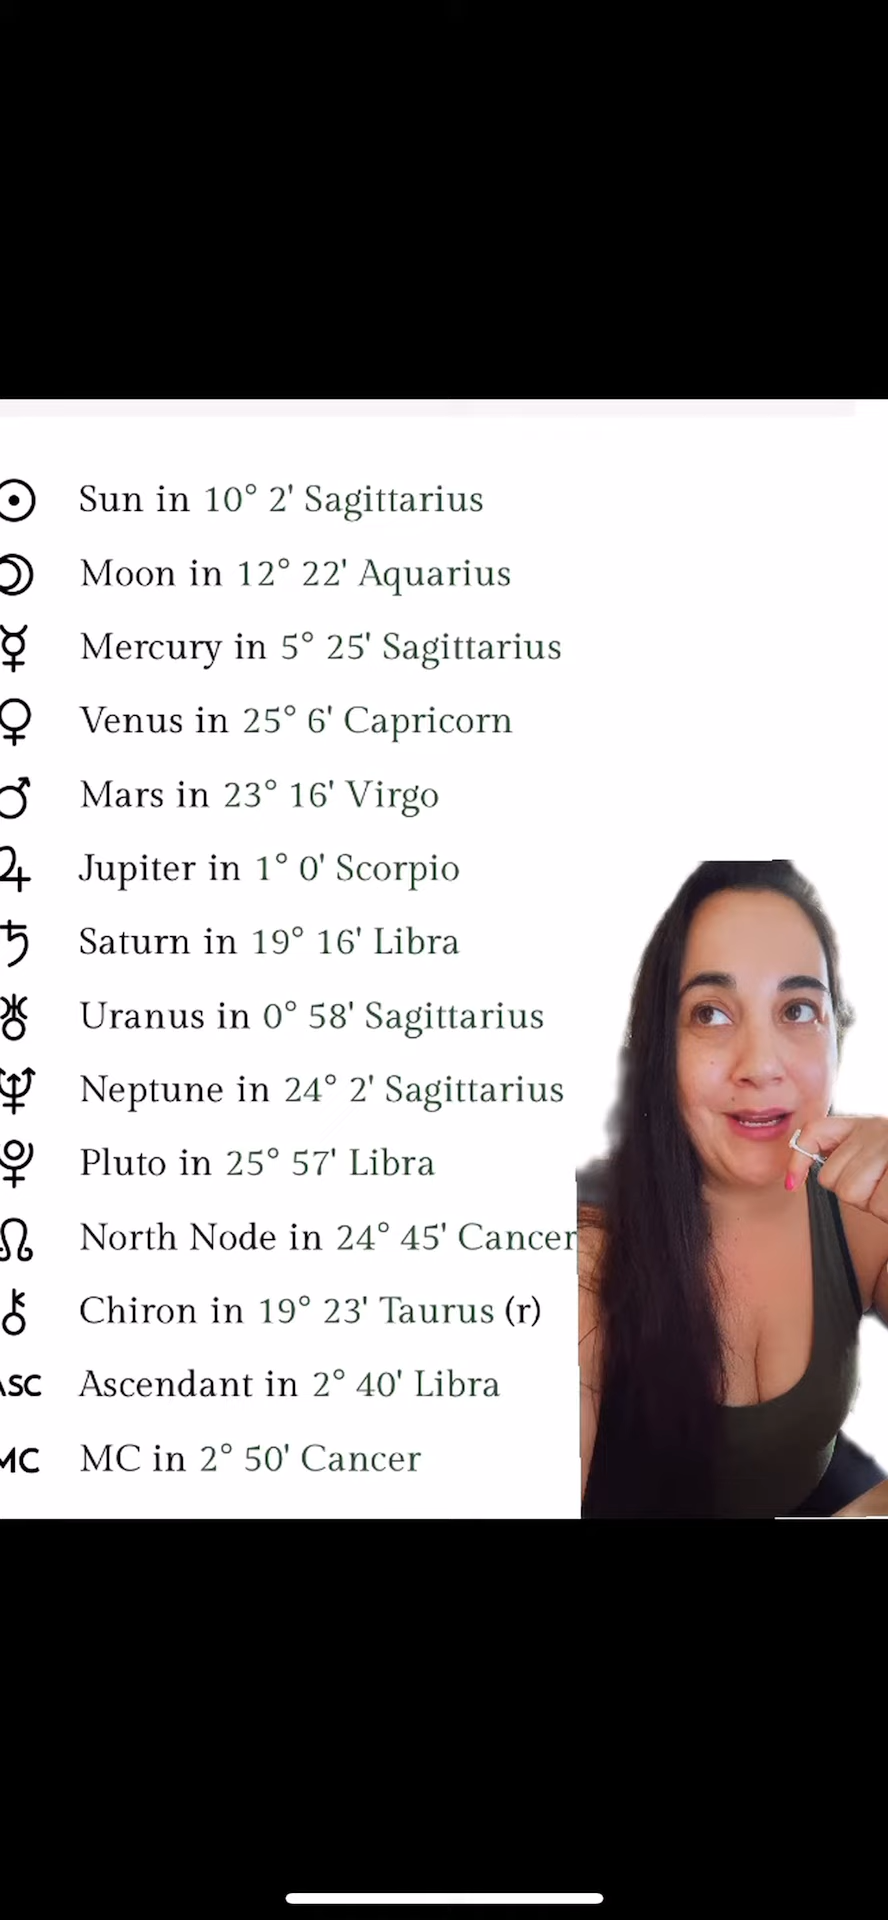 Sun in 10° 2' Sagittarius
Moon in 12° 22' Aquarius
Mercury in 5° 25' Sagittarius
Venus in 25° 6' Capricorn
Mars in 23° 16' Virgo
Jupiter in 1° 0' Scorpio
Saturn in 19° 16' Libra
Uranus in 0° 58' Sagittarius
Neptune in 24° 2' Sagittarius
Pluto in 25° 57' Libra
North Node in 24° 45' Cancer
Chiron in 19° 23' Taurus (r)
ASC Ascendant in 2° 40' Libra
MC MC in 2° 50' Cancer